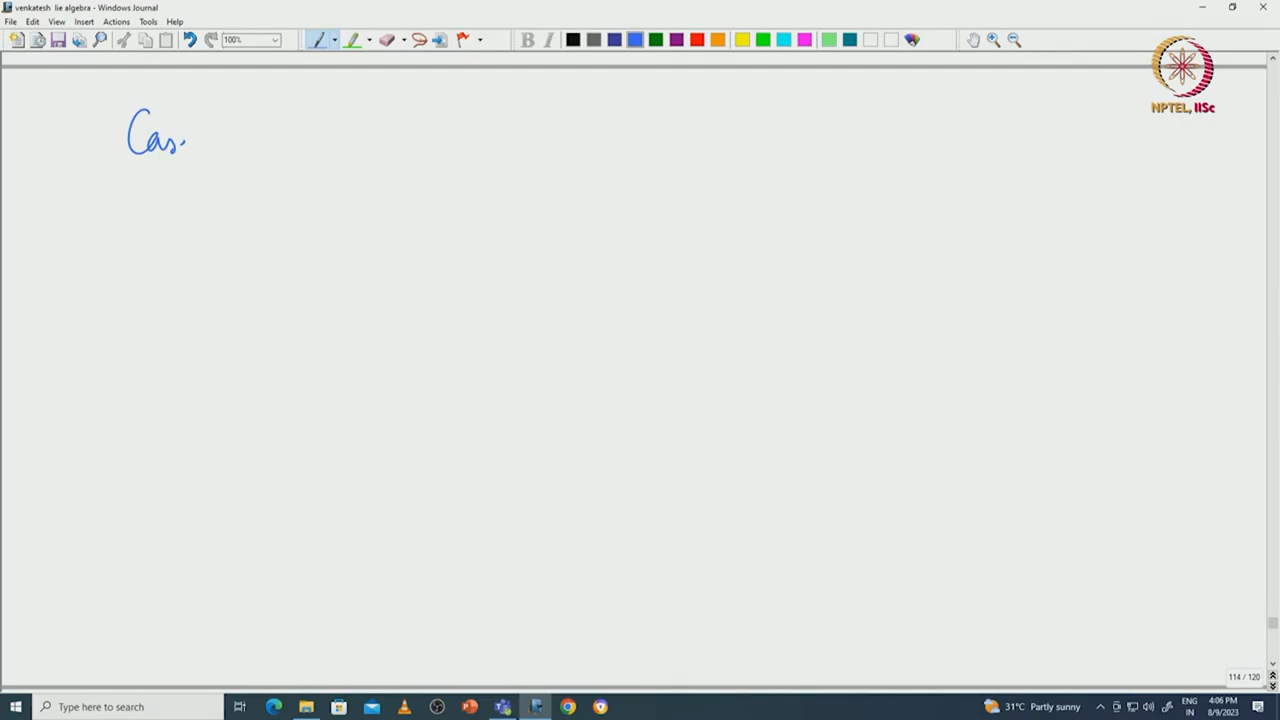 venkatesh lie algebra - Windows Journal
File Edit View Insert Actions Tools Help
100%
B I
NPTEL, IISc
Cas.
114 / 120
Type here to search
31°C Partly sunny
ENG
IN
4:06 PM
8/9/2023